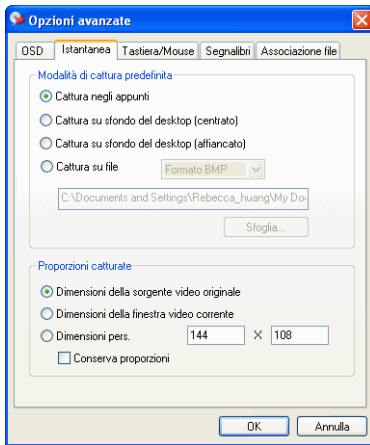 Opzioni avanzate
OSD Istantanea Tastiera/Mouse Segnalibri Associazione file
Modalità di cattura predefinita
Cattura negli appunti
Cattura su sfondo del desktop (centrato)
Cattura su sfondo del desktop (affiancato)
Cattura su file Formato BMP
C:\Documents and Settings\Rebecca_huang\My Do
Sfoglia...
Proporzioni catturate
Dimensioni della sorgente video originale
Dimensioni della finestra video corrente
Dimensioni pers. 144 X 108
Conserva proporzioni
OK Annulla